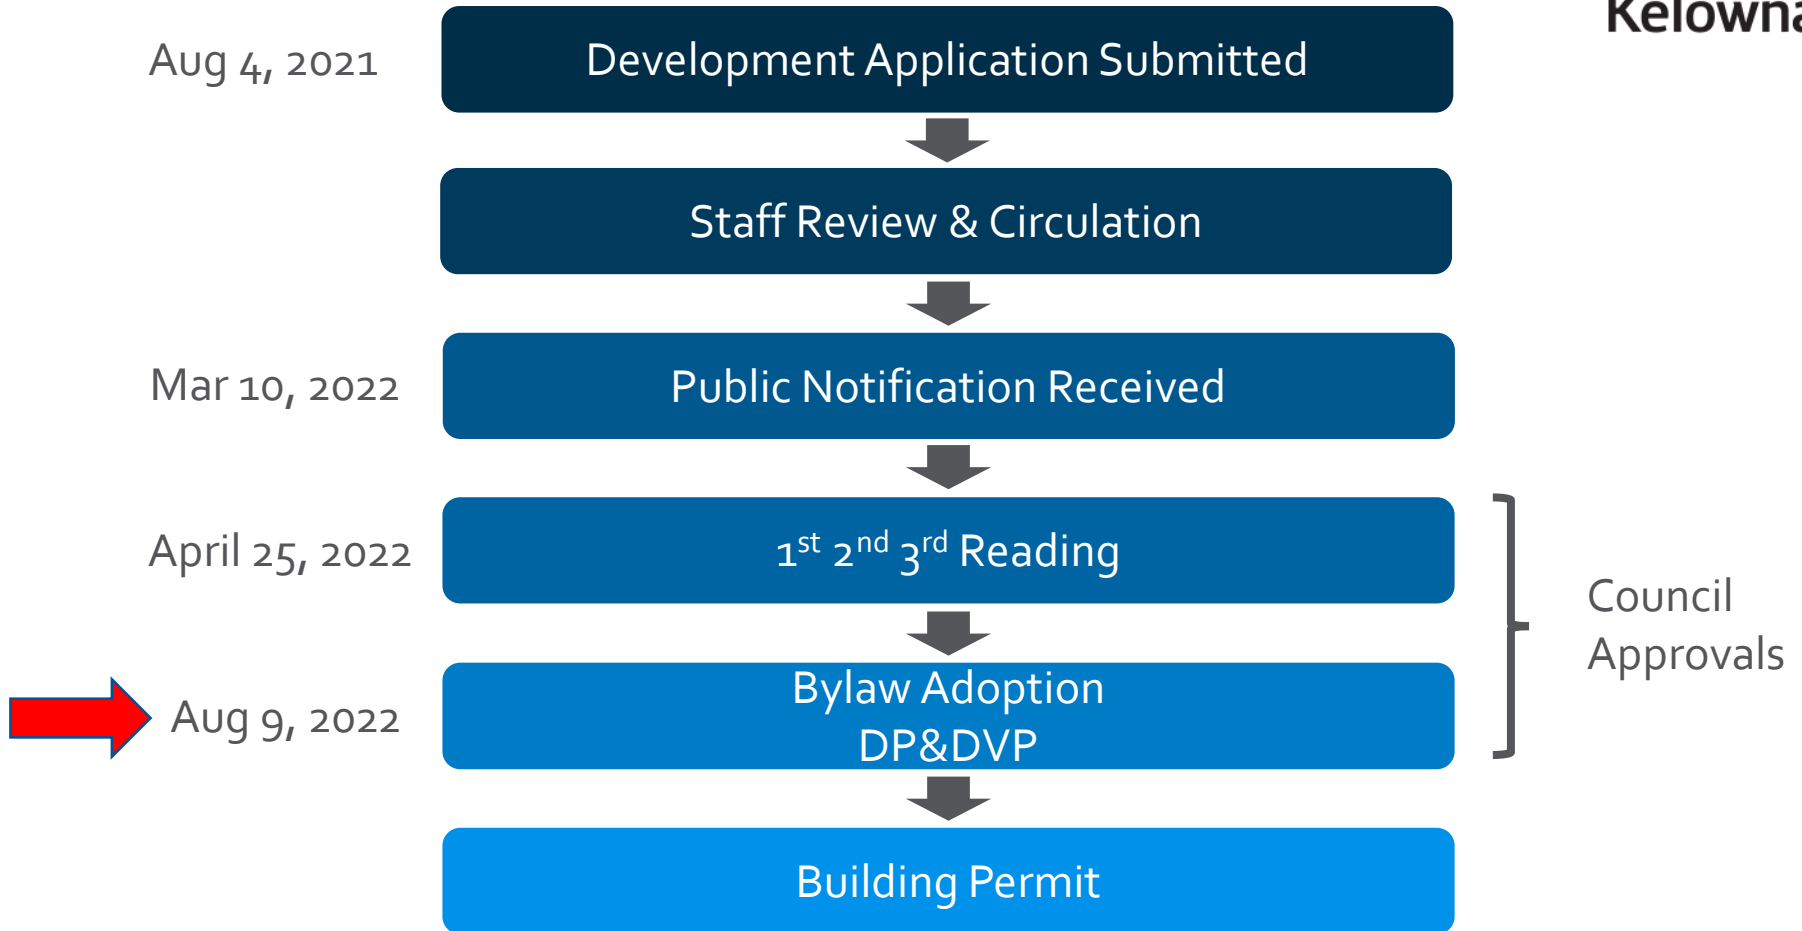 Kelowna
Aug 4, 2021
Development Application Submitted
Staff Review & Circulation
Mar 10, 2022
Public Notification Received
April 25, 2022
1st 2nd 3rd Reading
Council
Approvals
Aug 9, 2022
Bylaw Adoption
DP&DVP
Building Permit